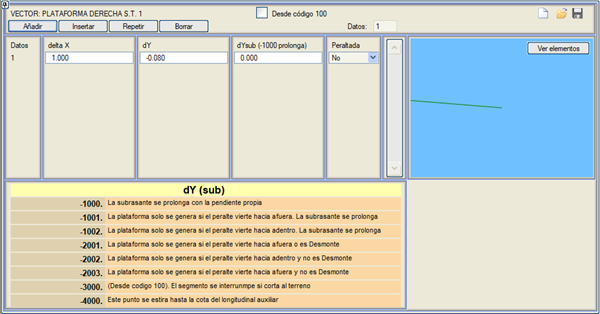 VECTOR: PLATAFORMA DERECHA S.T. 1
Desde código 100
Añadir Insertar Repetir Borrar Datos: 1
Datos delta X dY dYsub (-1000 prolonga) Peraltada
1 1.000 -0.080 0.000 No
Ver elementos
dY (sub)
-1000. La subrasante se prolonga con la pendiente propia
-1001. La plataforma solo se genera si el peralte vierte hacia afuera. La subrasante se prolonga
-1002. La plataforma solo se genera si el peralte vierte hacia adentro. La subrasante se prolonga
-2001. La plataforma solo se genera si el peralte vierte hacia afuera o es Desmonte
-2002. La plataforma solo se genera si el peralte vierte hacia adentro y no es Desmonte
-2003. La plataforma solo se genera si el peralte vierte hacia afuera y no es Desmonte
-3000. (Desde codigo 100). El segmento se interrunmpe si corta al terreno
-4000. Este punto se estira hasta la cota del longitudinal auxiliar